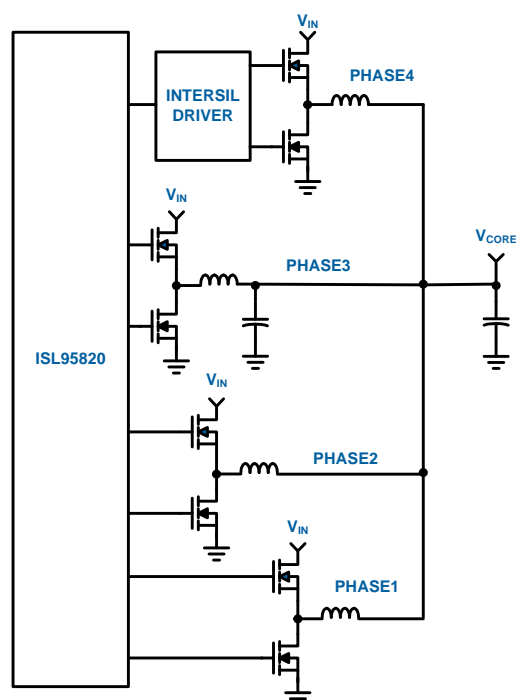 VIN
PHASE4
INTERSIL
DRIVER
VIN
PHASE3
VCORE
ISL95820
VIN
PHASE2
VIN
PHASE1